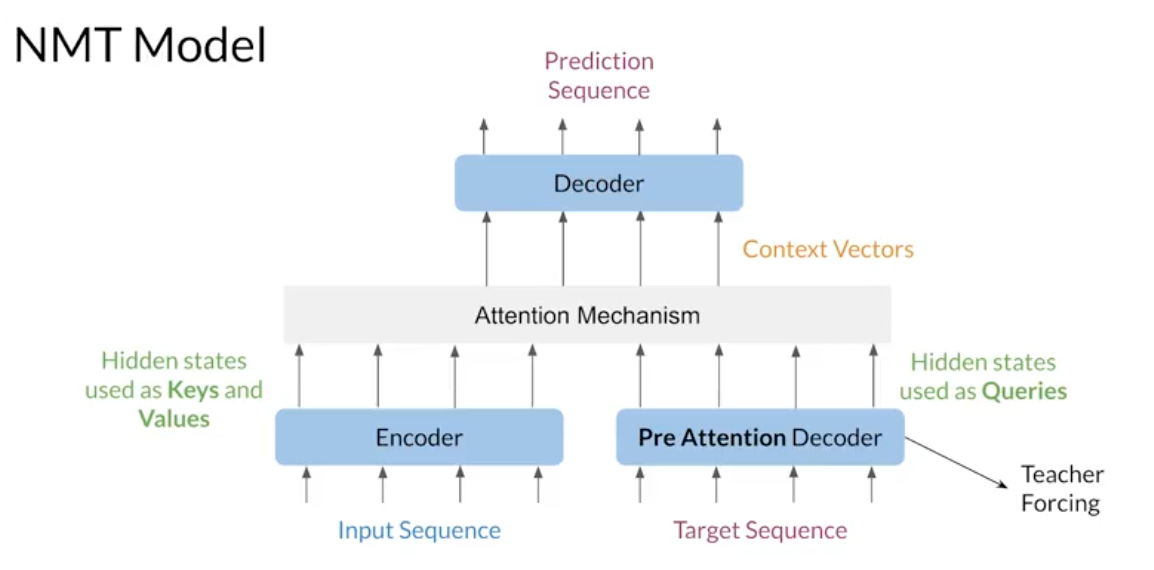 NMT Model
Prediction
Sequence
Decoder
Context Vectors
Attention Mechanism
Hidden states
used as Keys and
Values
Hidden states
used as Queries
Encoder
Pre Attention Decoder
Teacher
Forcing
Input Sequence
Target Sequence